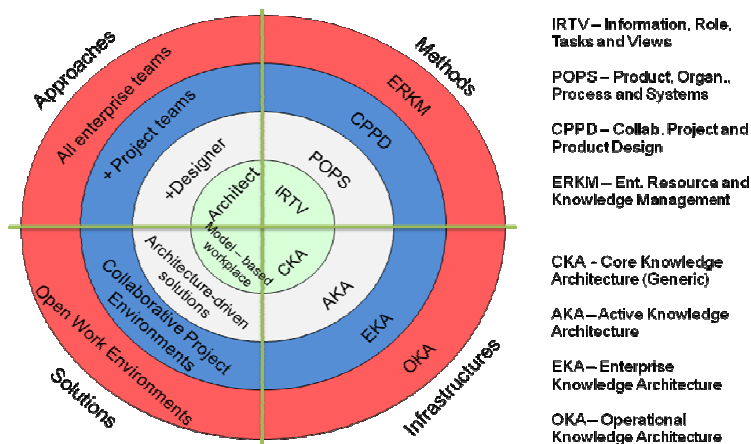 Approaches
Methods
All enterprise teams
ERKM
+ Project teams
CPPD
+Designer
POPS
Architect
IRTV
Model – based
workplace
CKA
Architecture-driven
solutions
AKA
Collaborative Project
Environments
EKA
Open Work Environments
OKA
Solutions
Infrastructures
IRTV – Information, Role,
Tasks and Views
POPS – Product, Organ.,
Process and Systems
CPPD – Collab. Project and
Product Design
ERKM – Ent. Resource and
Knowledge Management
CKA - Core Knowledge
Architecture (Generic)
AKA – Active Knowledge
Architecture
EKA – Enterprise
Knowledge Architecture
OKA – Operational
Knowledge Architecture